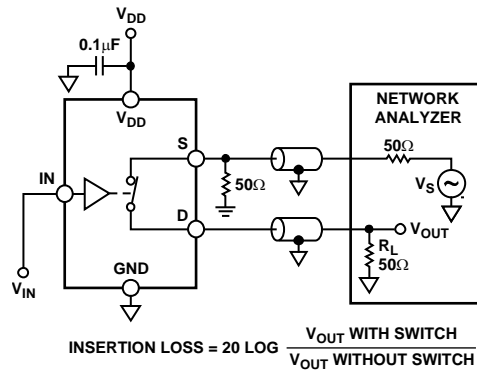 VDD
0.1μF
VDD
NETWORK
ANALYZER
S
50Ω
IN
50Ω
VS
D
VOUT
RL
50Ω
GND
VIN
INSERTION LOSS = 20 LOG VOUT WITH SWITCH
VOUT WITHOUT SWITCH